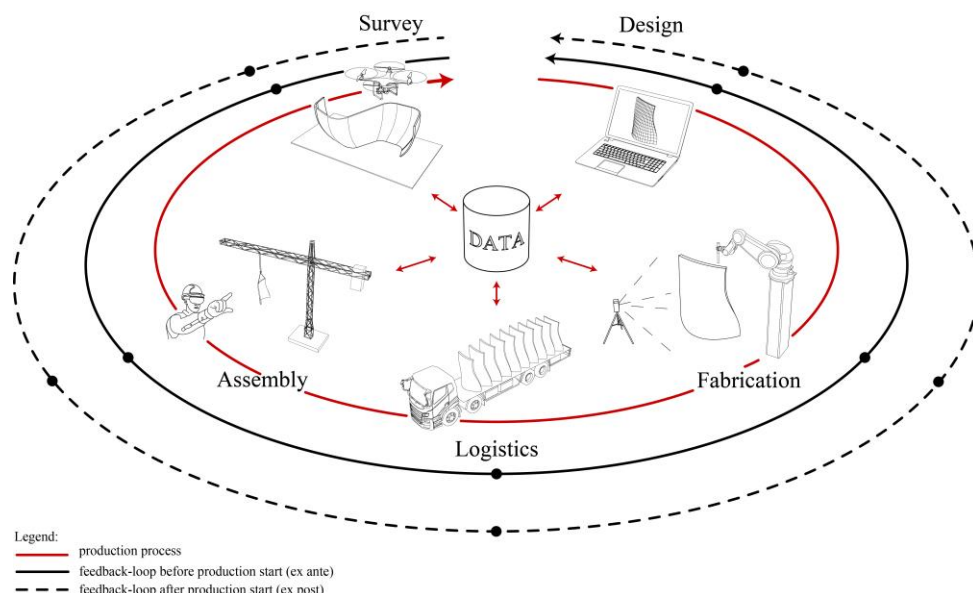 Survey
Design
DATA
Assembly
Fabrication
Logistics
Legend:
production process
feedback-loop before production start (ex ante)
feedback-loop after production start (ex post)